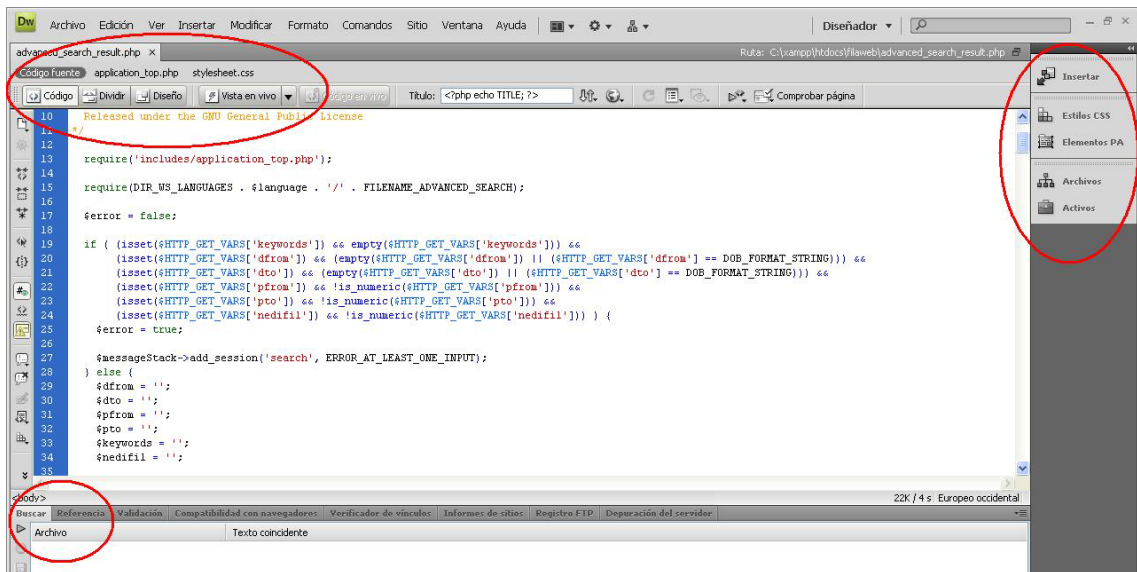 Dw Archivo Edición Ver Insertar Modificar Formato Comandos Sitio Ventana Ayuda Diseñador
advanced_search_result.php × Ruta: C:\xampp\htdocs\filaweb\advanced_search_result.php
Código fuente application_top.php stylesheet.css
Código Dividir Diseño Vista en vivo Código en vivo Título: <?php echo TITLE; ?> Comprobar página
Insertar
Estilos CSS
Elementos PA
Archivos
Activos
10 Released under the GNU General Public License
11 */
12
13 require('includes/application_top.php');
14
15 require(DIR_WS_LANGUAGES . $language . '/' . FILENAME_ADVANCED_SEARCH);
16
17 $error = false;
18
19 if ( (isset($HTTP_GET_VARS['keywords']) && empty($HTTP_GET_VARS['keywords'])) &&
20 (isset($HTTP_GET_VARS['dfrom']) && (empty($HTTP_GET_VARS['dfrom']) || ($HTTP_GET_VARS['dfrom'] == DOB_FORMAT_STRING))) &&
21 (isset($HTTP_GET_VARS['dto']) && (empty($HTTP_GET_VARS['dto']) || ($HTTP_GET_VARS['dto'] == DOB_FORMAT_STRING))) &&
22 (isset($HTTP_GET_VARS['pfrom']) && !is_numeric($HTTP_GET_VARS['pfrom'])) &&
23 (isset($HTTP_GET_VARS['pto']) && !is_numeric($HTTP_GET_VARS['pto'])) &&
24 (isset($HTTP_GET_VARS['nedifil']) && !is_numeric($HTTP_GET_VARS['nedifil'])) ) {
25 $error = true;
26
27 $messageStack->add_session('search', ERROR_AT_LEAST_ONE_INPUT);
28 } else {
29 $dfrom = '';
30 $dto = '';
31 $pfrom = '';
32 $pto = '';
33 $keywords = '';
34 $nedifil = '';
35
<body> 22K / 4 s Europeo occidental
Buscar Referencia Validación Compatibilidad con navegadores Verificador de vínculos Informes de sitios Registro FTP Depuración del servidor
Archivo Texto coincidente